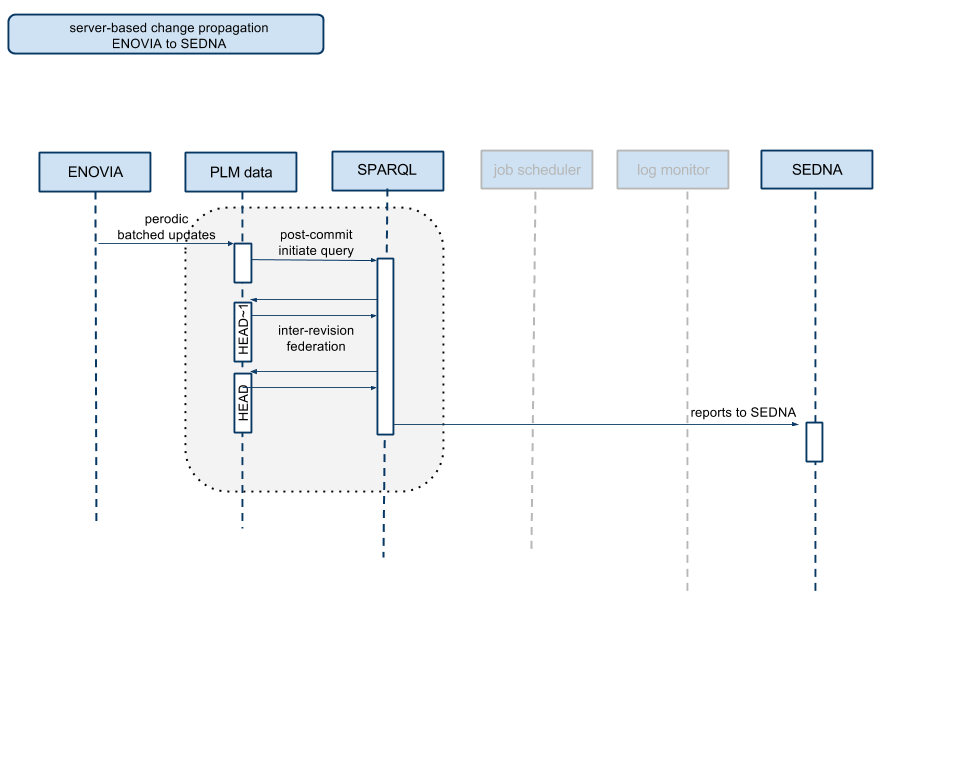 server-based change propagation
ENOVIA to SEDNA
ENOVIA
PLM data
SPARQL
job scheduler
log monitor
SEDNA
perodic
batched updates
post-commit
initiate query
HEAD~1
inter-revision
federation
HEAD
reports to SEDNA